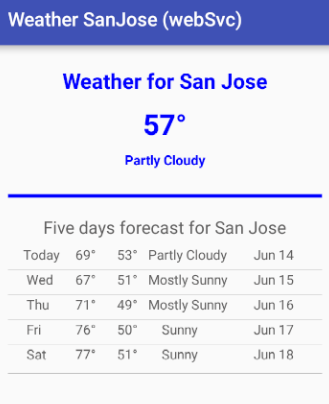 Weather SanJose (webSvc)
Weather for San Jose
57°
Partly Cloudy
Five days forecast for San Jose
Today 69° 53° Partly Cloudy Jun 14
Wed 67° 51° Mostly Sunny Jun 15
Thu 71° 49° Mostly Sunny Jun 16
Fri 76° 50° Sunny Jun 17
Sat 77° 51° Sunny Jun 18